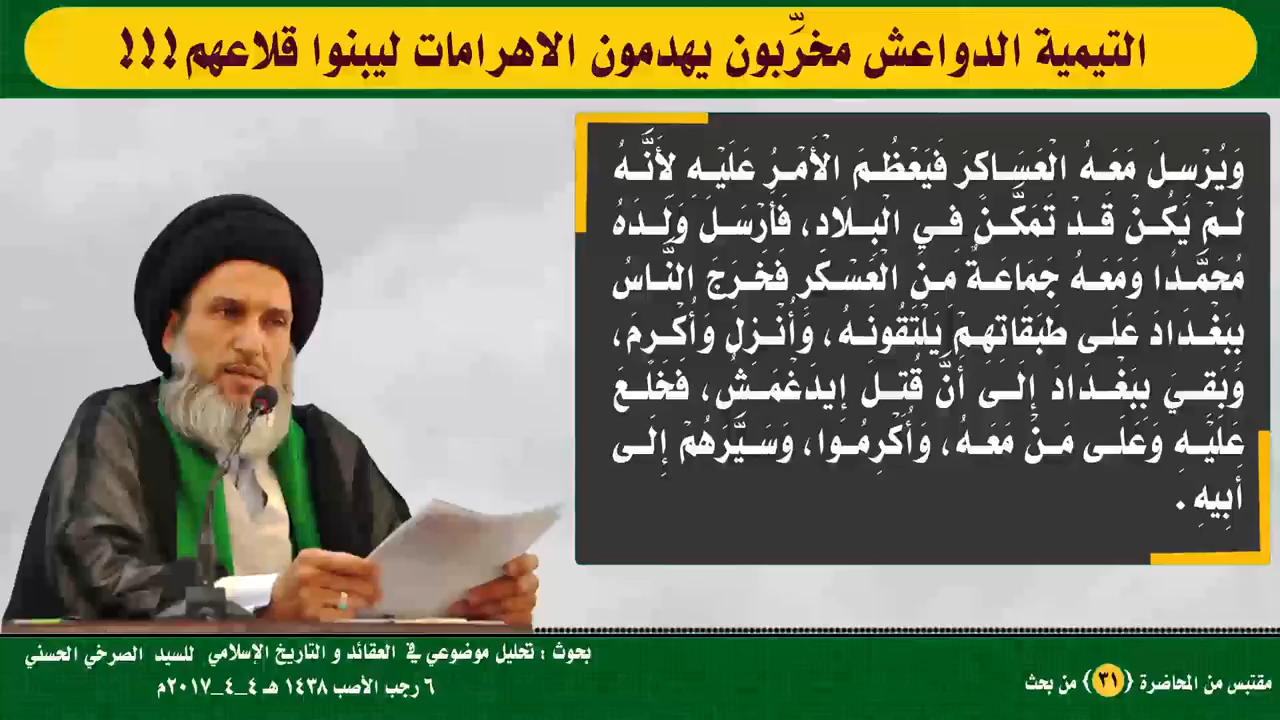 التيمية الدواعش مخرِّبون يهدمون الاهرامات ليبنوا قلاعهم!!!
وَيُرْسِلَ مَعَهُ الْعَسَاكِرَ فَيَعْظُمَ الْأَمْرُ عَلَيْهِ لِأَنَّهُ
لَمْ يَكُنْ قَدْ تَمَكَّنَ فِي الْبِلَادِ، فَأَرْسَلَ وَلَدَهُ
مُحَمَّدًا وَمَعَهُ جَمَاعَةٌ مِنَ الْعَسْكَرِ فَخَرَجَ النَّاسُ
بِبَغْدَادَ عَلَى طَبَقَاتِهِمْ يَلْتَقُونَهُ، وَأُنْزِلَ وَأُكْرِمَ،
وَبَقِيَ بِبَغْدَادَ إِلَى أَنْ قُتِلَ إِيدَغْمَشُ، فَخَلَعَ
عَلَيْهِ وَعَلَى مَنْ مَعَهُ، وَأُكْرِمُوا، وَسَيَّرَهُمْ إِلَى
أَبِيهِ .
بحوث : تحليل موضوعي في العقائد و التاريخ الإسلامي للسيد الصرخي الحسني
٦ رجب الأصب ١٤٣٨ هـ ٤_٤_٢٠١٧م
مقتبس من المحاضرة (٣١) من بحث